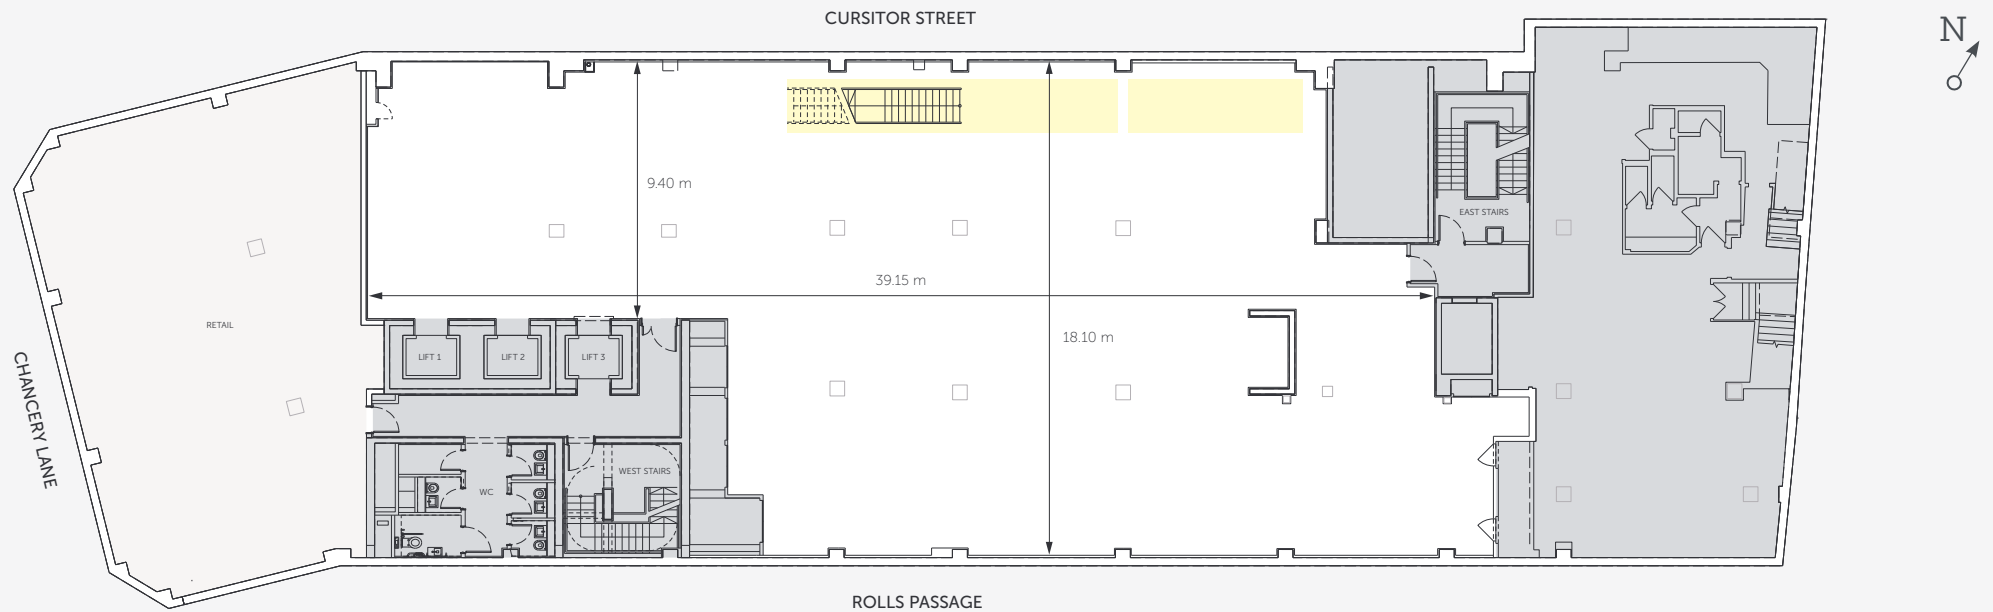 CURSITOR STREET
N
9.40 m
EAST STAIRS
39.15 m
RETAIL
18.10 m
LIFT 1
LIFT 2
LIFT 3
CHANCERY LANE
WEST STAIRS
WC
ROLLS PASSAGE